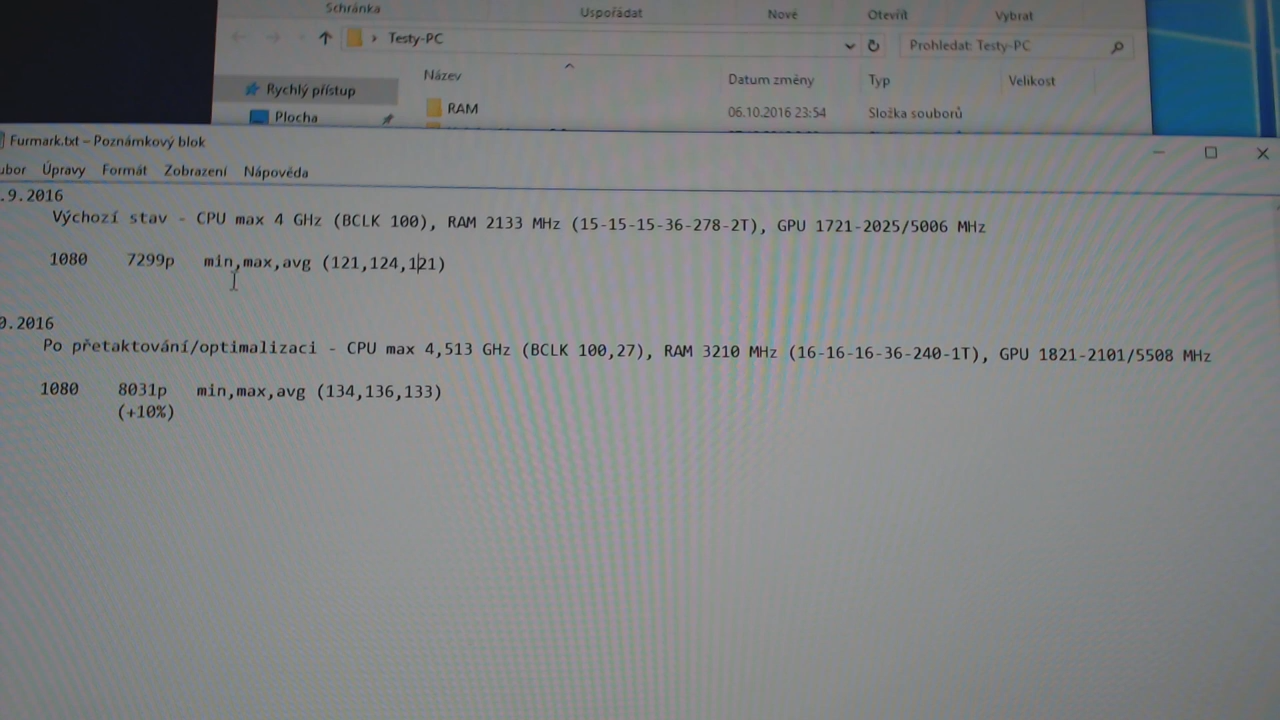 Schránka Uspořádat Nové Otevřít Vybrat
Testy-PC Prohledat: Testy-PC
Název Datum změny Typ Velikost
Rychlý přístup
RAM 06.10.2016 23:54 Složka souborů
Plocha
Furmark.txt – Poznámkový blok
ubor Úpravy Formát Zobrazení Nápověda
.9.2016
Výchozí stav - CPU max 4 GHz (BCLK 100), RAM 2133 MHz (15-15-15-36-278-2T), GPU 1721-2025/5006 MHz
1080 7299p min,max,avg (121,124,121)
0.2016
Po přetaktování/optimalizaci - CPU max 4,513 GHz (BCLK 100,27), RAM 3210 MHz (16-16-16-36-240-1T), GPU 1821-2101/5508 MHz
1080 8031p min,max,avg (134,136,133)
(+10%)